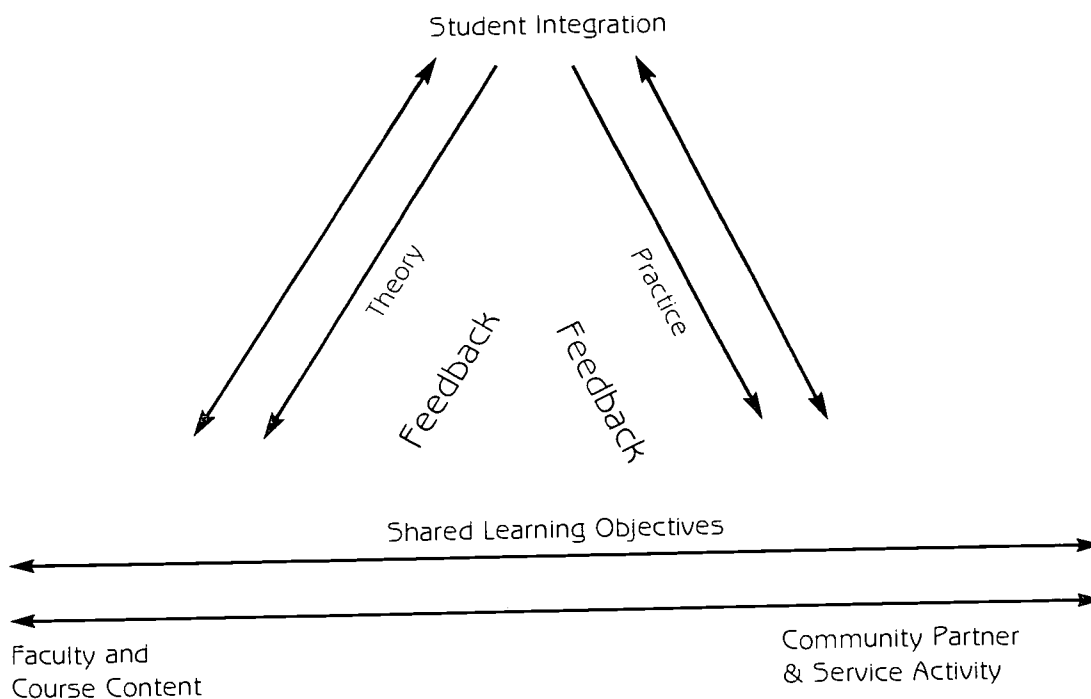 Student Integration
Theory
Practice
Feedback
Feedback
Shared Learning Objectives
Faculty and
Course Content
Community Partner
& Service Activity